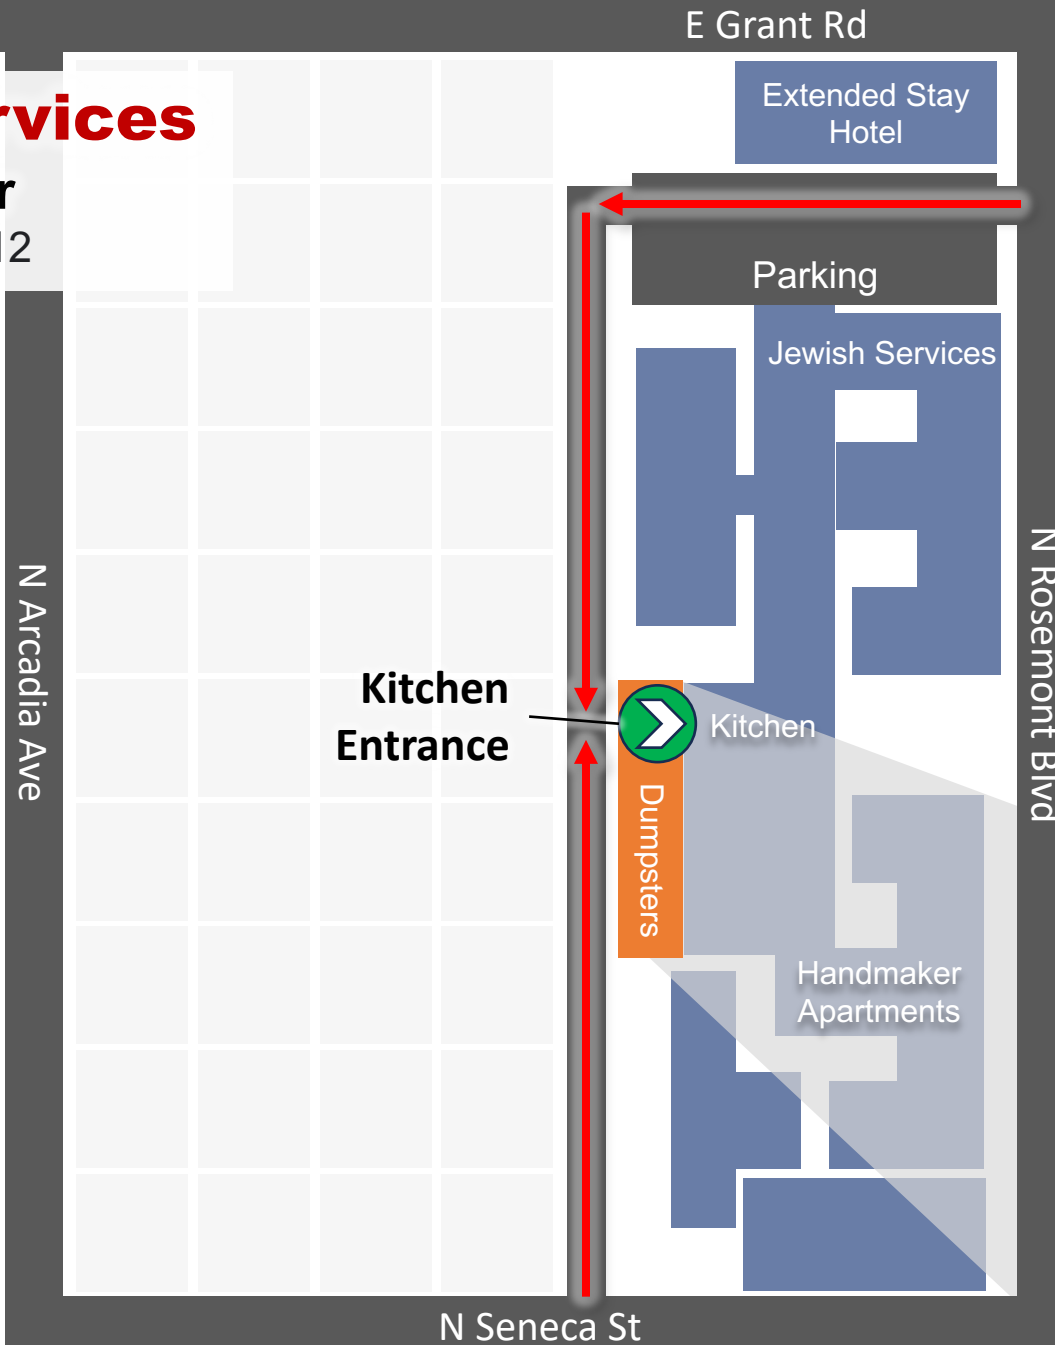 E Grant Rd
Extended Stay
Hotel
rvices
r
12
Parking
Jewish Services
N Arcadia Ave
N Rosemont Blvd
Kitchen
Entrance
Kitchen
Dumpsters
Handmaker
Apartments
N Seneca St